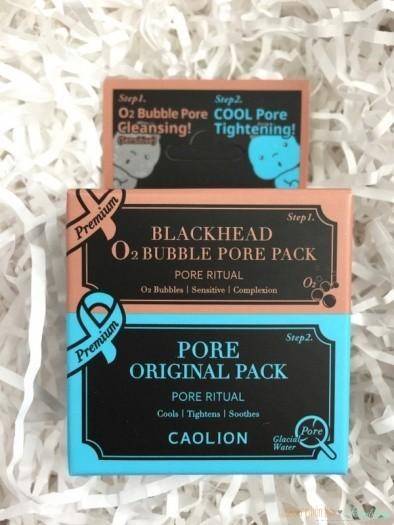 Step1.
O2 Bubble Pore
Cleansing!
Sensitive
Step2.
COOL Pore
Tightening!
Premium
Step1.
BLACKHEAD
O2 BUBBLE PORE PACK
PORE RITUAL
O2 Bubbles | Sensitive | Complexion
O2
Premium
Step2.
PORE
ORIGINAL PACK
PORE RITUAL
Cools | Tightens | Soothes
CAOLION
Pore
Glacial
Water